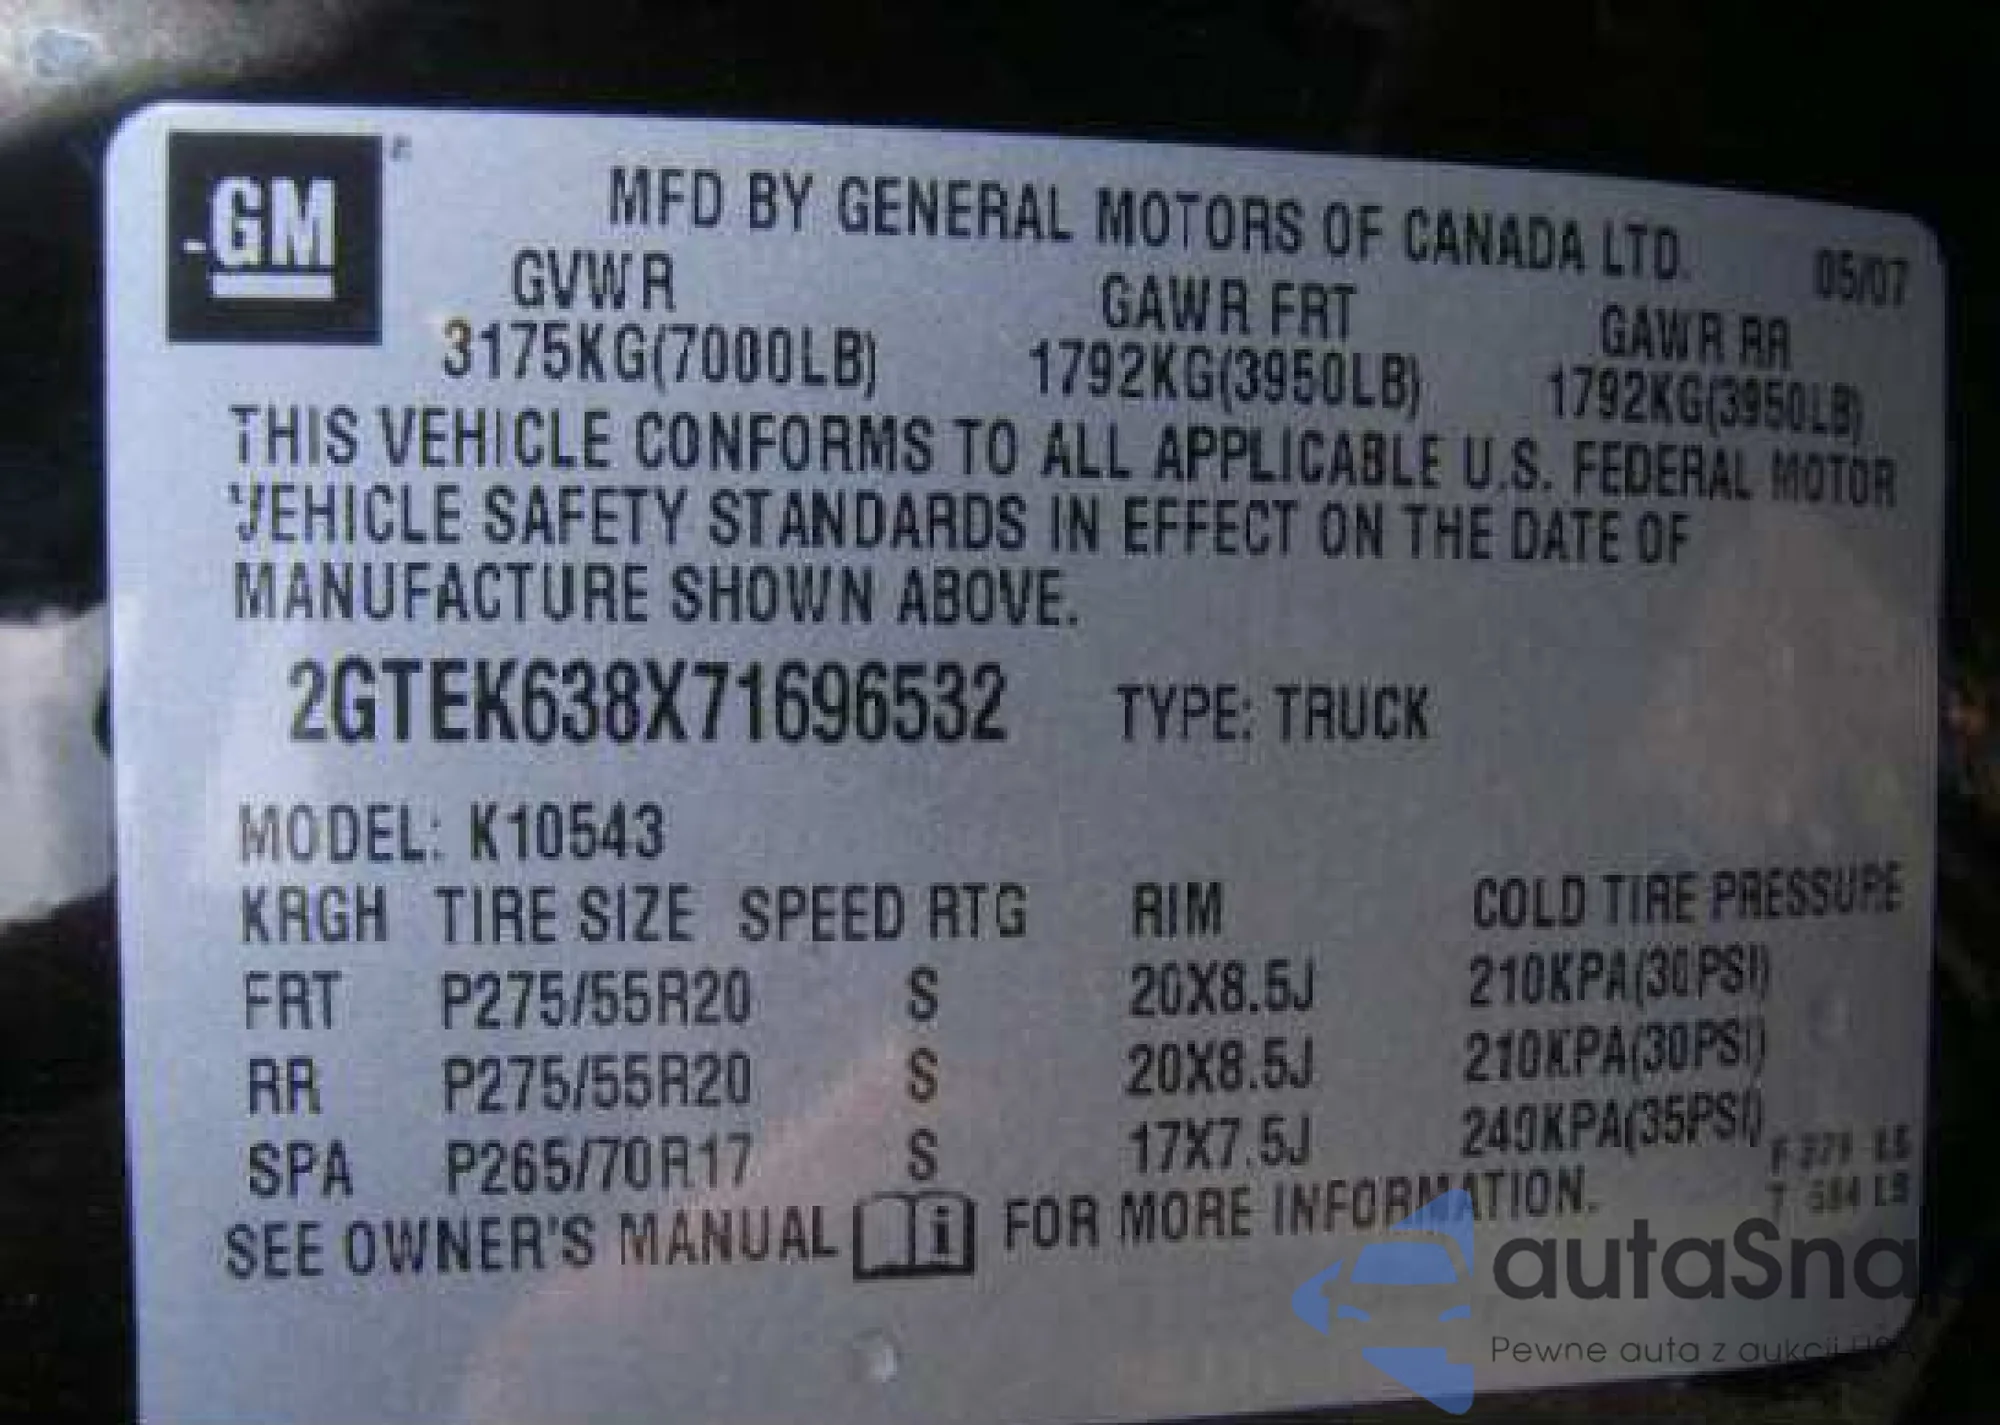 GM
MFD BY GENERAL MOTORS OF CANADA LTD. 05/07
GVWR GAWR FRT GAWR RR
3175KG(7000LB) 1792KG(3950LB) 1792KG(3950LB)
THIS VEHICLE CONFORMS TO ALL APPLICABLE U.S. FEDERAL MOTOR
VEHICLE SAFETY STANDARDS IN EFFECT ON THE DATE OF
MANUFACTURE SHOWN ABOVE.
2GTEK638X71696532 TYPE: TRUCK
MODEL: K10543
KRGH TIRE SIZE SPEED RTG RIM COLD TIRE PRESSURE
FRT P275/55R20 S 20X8.5J 210KPA(30PSI)
RR P275/55R20 S 20X8.5J 210KPA(30PSI)
SPA P265/70R17 S 17X7.5J 240KPA(35PSI)
SEE OWNER'S MANUAL i FOR MORE INFORMATION.
autaSna
Pewne auta z aukcji USA